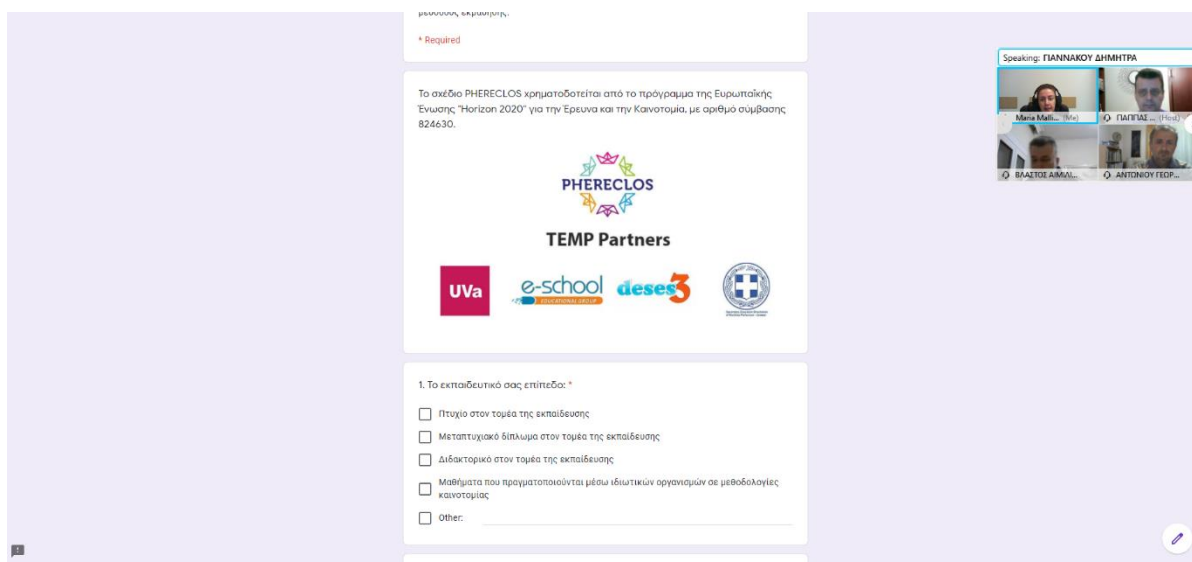 μεθόδους εκμάθησης.
* Required
Το σχέδιο PHERECLOS χρηματοδοτείται από το πρόγραμμα της Ευρωπαϊκής
Ένωσης "Horizon 2020" για την Έρευνα και την Καινοτομία, με αριθμό σύμβασης
824630.
PHERECLOS
TEMP Partners
UVa
e-school
EDUCATIONAL GROUP
deses3
1. Το εκπαιδευτικό σας επίπεδο: *
Πτυχίο στον τομέα της εκπαίδευσης
Μεταπτυχιακό δίπλωμα στον τομέα της εκπαίδευσης
Διδακτορικό στον τομέα της εκπαίδευσης
Μαθήματα που πραγματοποιούνται μέσω ιδιωτικών οργανισμών σε μεθοδολογίες
καινοτομίας
Other:
Speaking: ΓΙΑΝΝΑΚΟΥ ΔΗΜΗΤΡΑ
Maria Malli... (Me)
ΠΑΠΠΑΣ ... (Host)
ΒΛΑΣΤΟΣ ΑΙΜΙΛΙ...
ΑΝΤΩΝΙΟΥ ΓΕΩΡ...